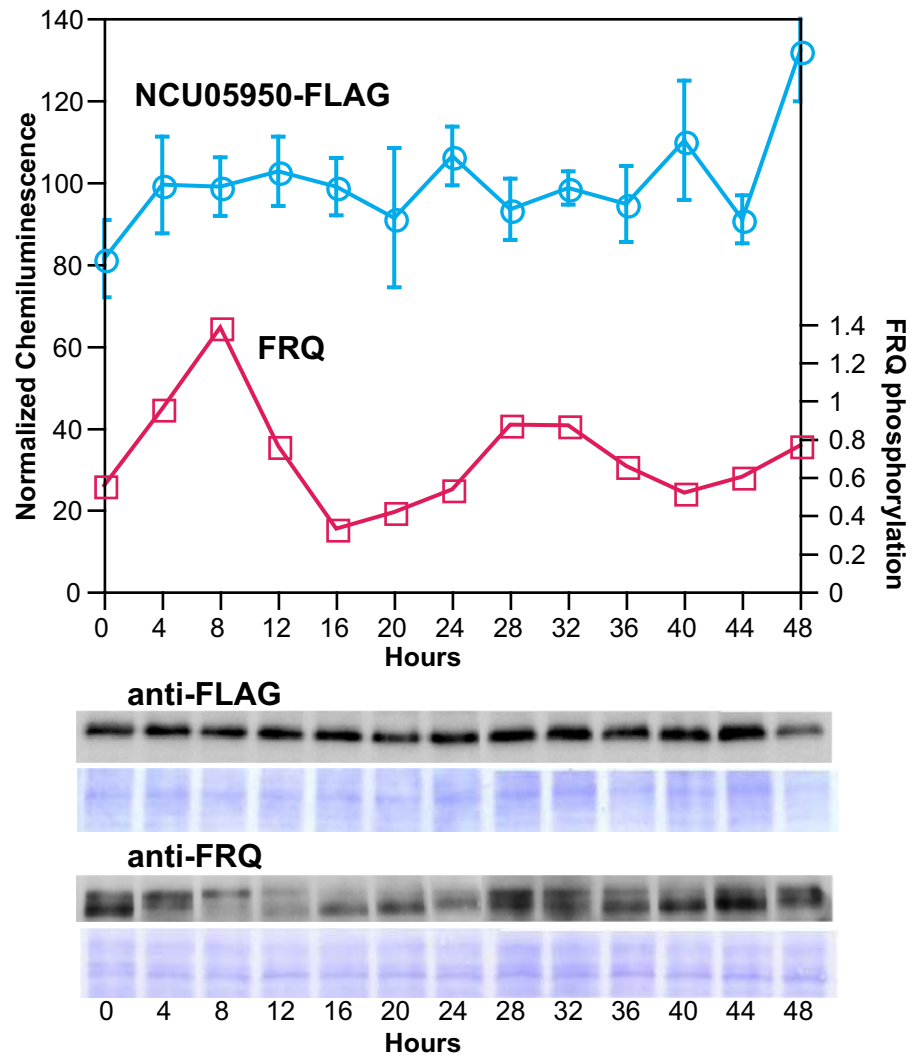 140
120
100
80
60
40
20
0
Normalized Chemiluminescence
NCU05950-FLAG
FRQ
1.4
1.2
1
0.8
0.6
0.4
0.2
0
FRQ phosphorylation
0 4 8 12 16 20 24 28 32 36 40 44 48
Hours
anti-FLAG
anti-FRQ
0 4 8 12 16 20 24 28 32 36 40 44 48
Hours